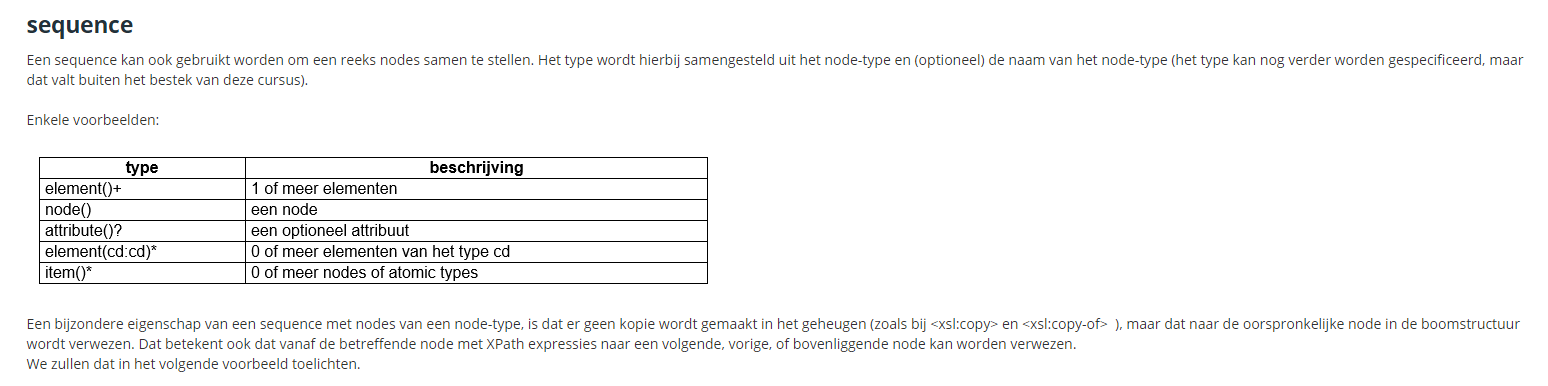 sequence
Een sequence kan ook gebruikt worden om een reeks nodes samen te stellen. Het type wordt hierbij samengesteld uit het node-type en (optioneel) de naam van het node-type (het type kan nog verder worden gespecificeerd, maar
dat valt buiten het bestek van deze cursus).
Enkele voorbeelden:
type beschrijving
element()+ 1 of meer elementen
node() een node
attribute()? een optioneel attribuut
element(cd:cd)* 0 of meer elementen van het type cd
item()* 0 of meer nodes of atomic types
Een bijzondere eigenschap van een sequence met nodes van een node-type, is dat er geen kopie wordt gemaakt in het geheugen (zoals bij <xsl:copy> en <xsl:copy-of> ), maar dat naar de oorspronkelijke node in de boomstructuur
wordt verwezen. Dat betekent ook dat vanaf de betreffende node met XPath expressies naar een volgende, vorige, of bovenliggende node kan worden verwezen.
We zullen dat in het volgende voorbeeld toelichten.